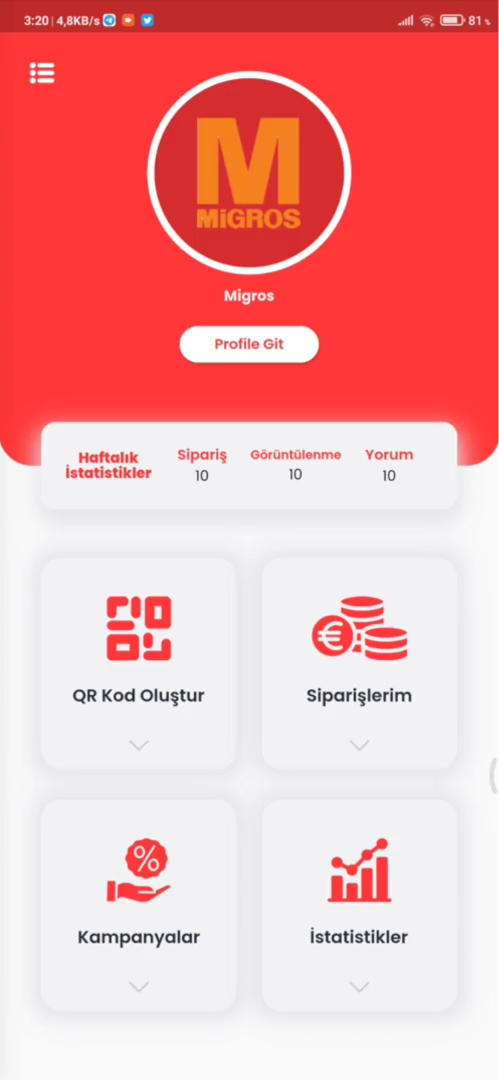 3:20 | 4,8KB/s 81 %
M
MiGROS
Migros
Profile Git
Haftalık
İstatistikler
Sipariş Görüntülenme Yorum
10 10 10
QR Kod Oluştur Siparişlerim
Kampanyalar İstatistikler